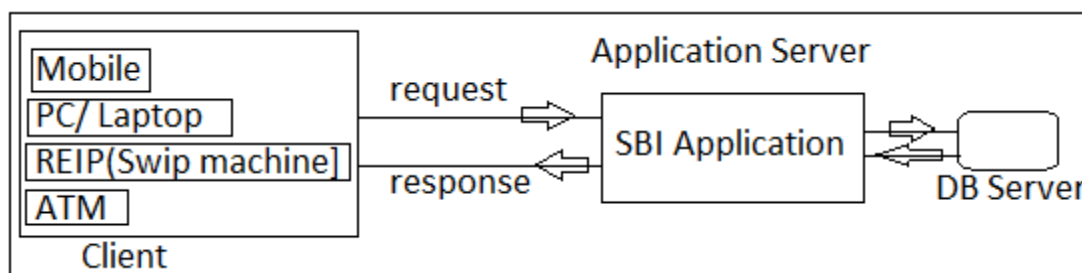 Mobile
PC/ Laptop
REIP(Swip machine]
ATM
Client
request
response
Application Server
SBI Application
DB Server